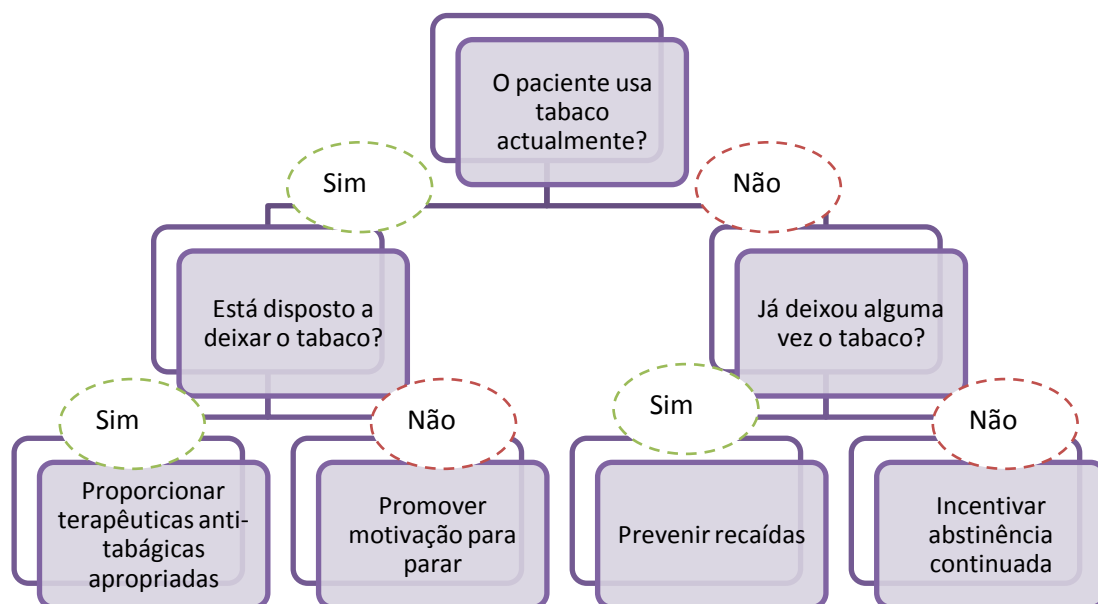 O paciente usa
tabaco
actualmente?
Sim
Não
Está disposto a
deixar o tabaco?
Já deixou alguma
vez o tabaco?
Sim
Não
Sim
Não
Proporcionar
terapêuticas anti-
tabágicas
apropriadas
Promover
motivação para
parar
Prevenir recaídas
Incentivar
abstinência
continuada